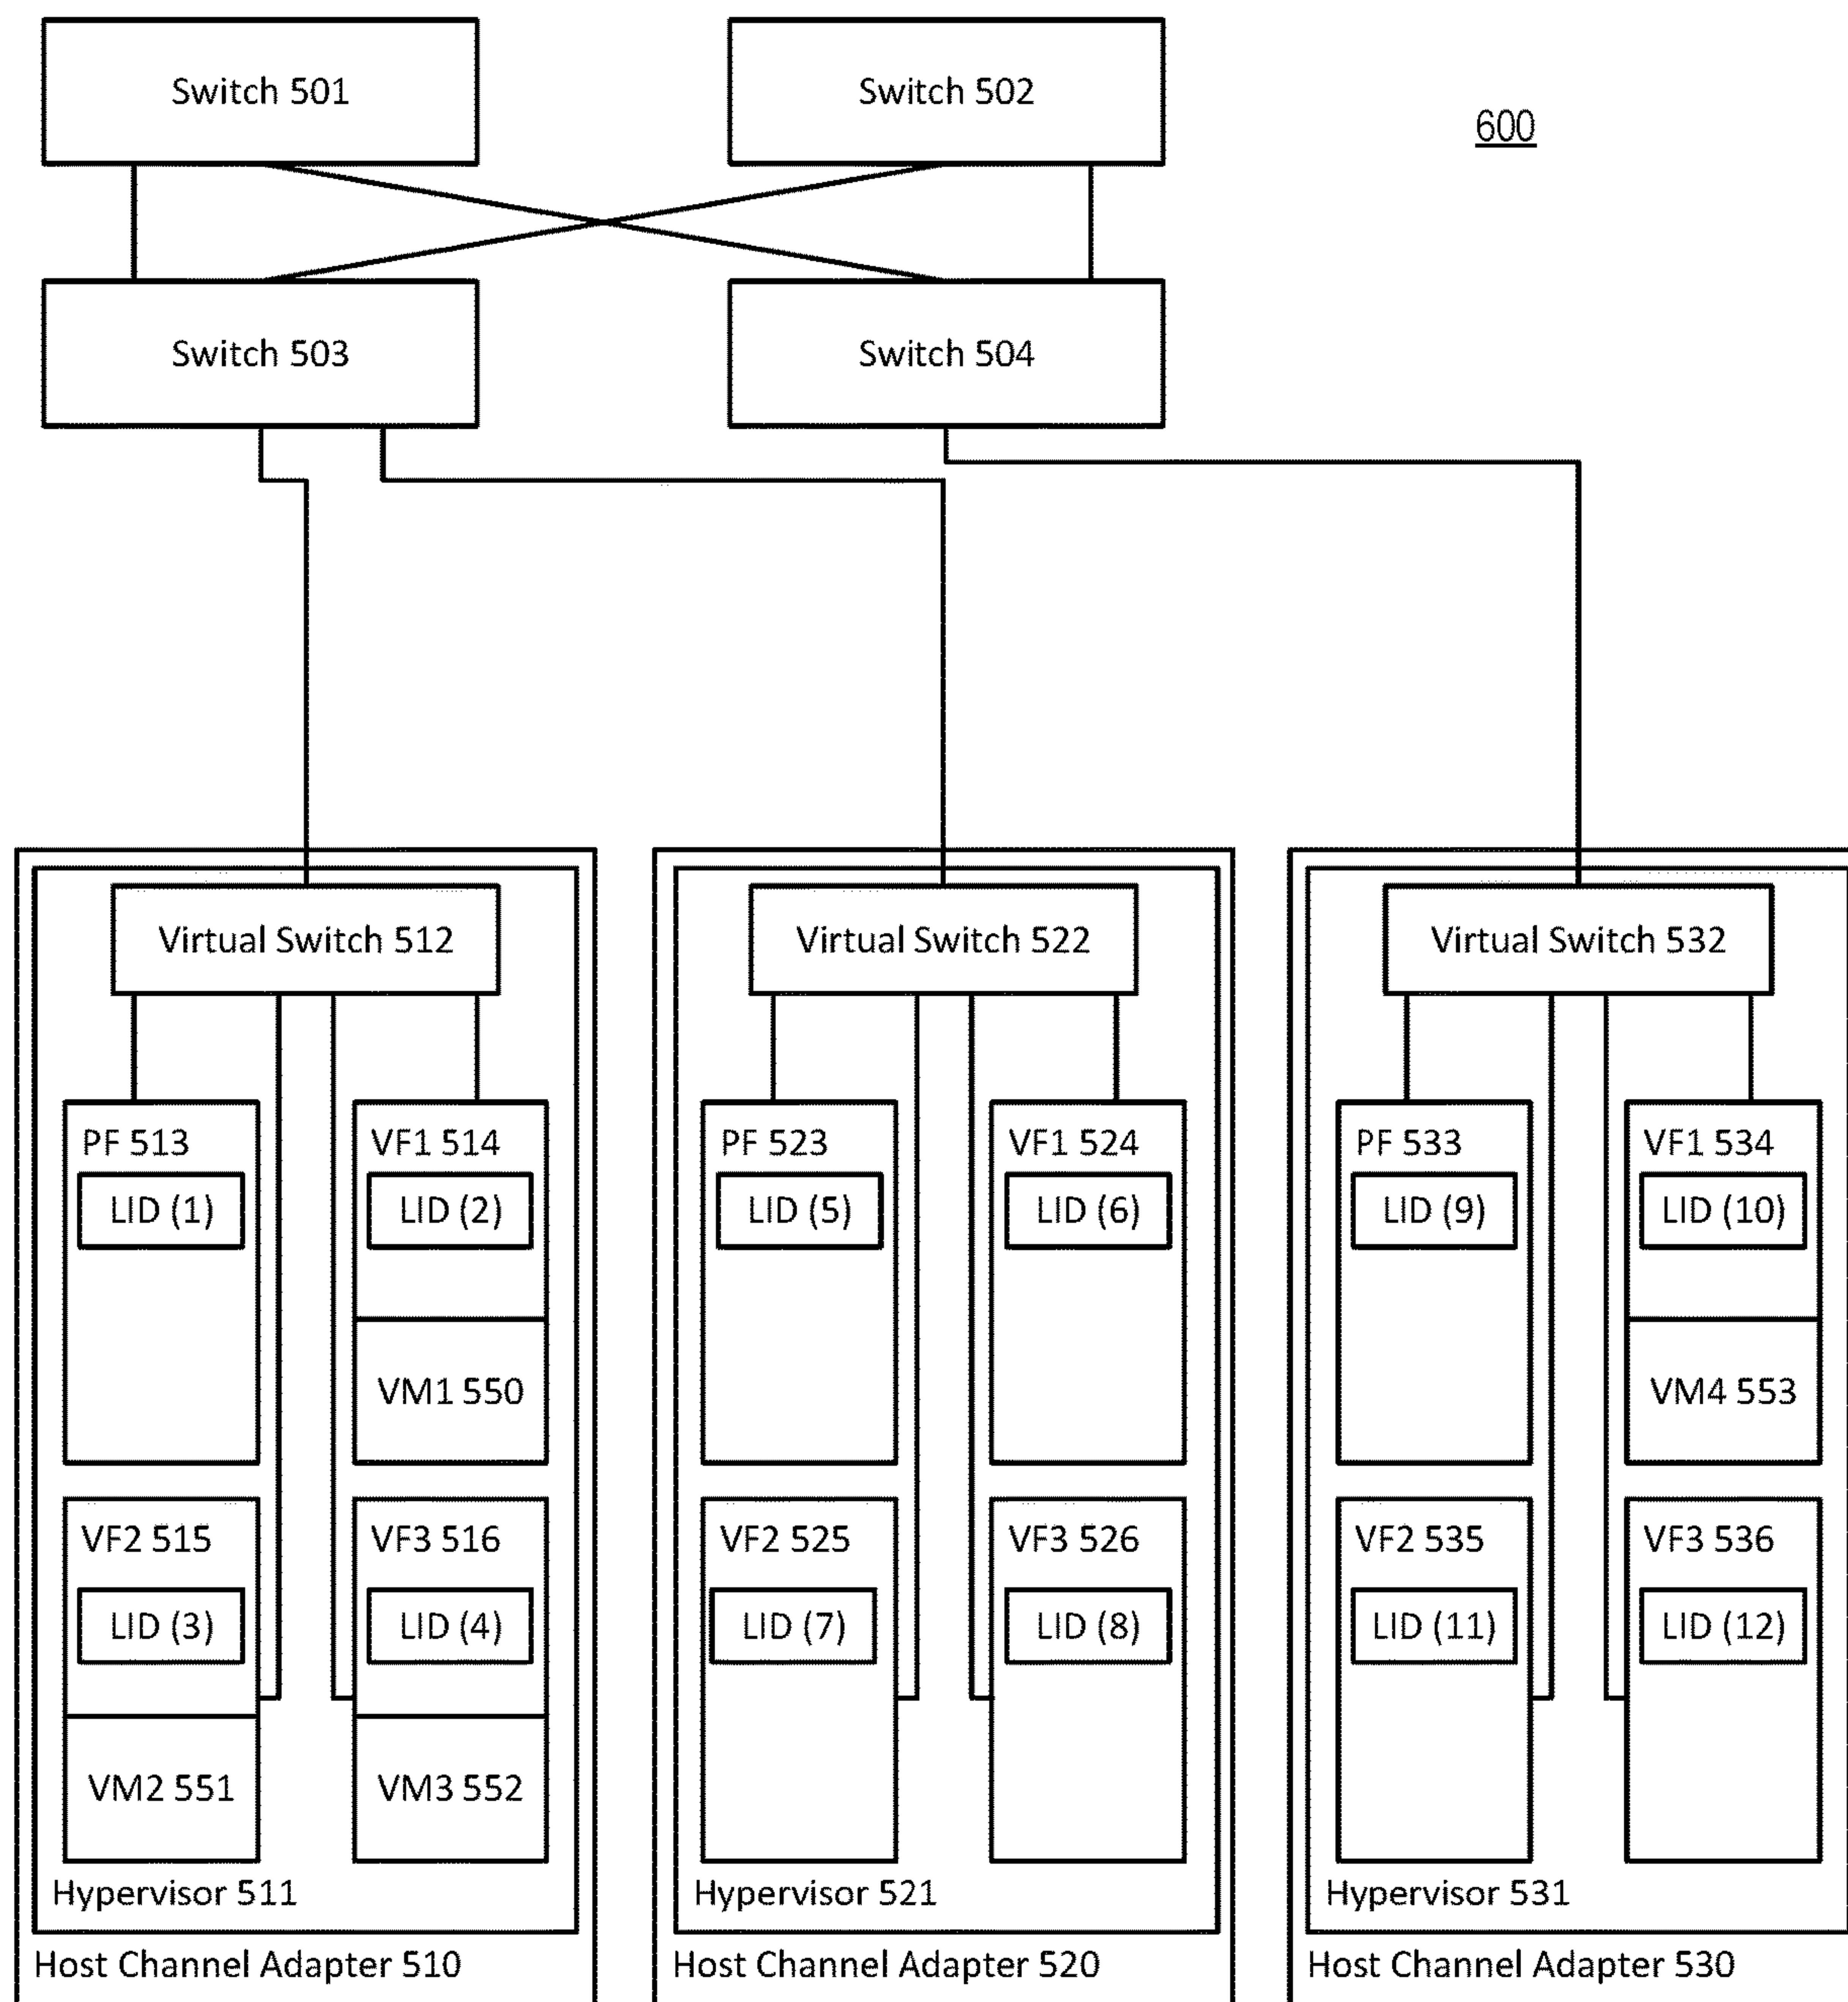 Switch 501
Switch 502
600
Switch 503
Switch 504
Virtual Switch 512
Virtual Switch 522
Virtual Switch 532
PF 513
LID (1)
VF1 514
LID (2)
VM1 550
VF2 515
LID (3)
VM2 551
VF3 516
LID (4)
VM3 552
Hypervisor 511
Host Channel Adapter 510
PF 523
LID (5)
VF1 524
LID (6)
VF2 525
LID (7)
VF3 526
LID (8)
Hypervisor 521
Host Channel Adapter 520
PF 533
LID (9)
VF1 534
LID (10)
VM4 553
VF2 535
LID (11)
VF3 536
LID (12)
Hypervisor 531
Host Channel Adapter 530